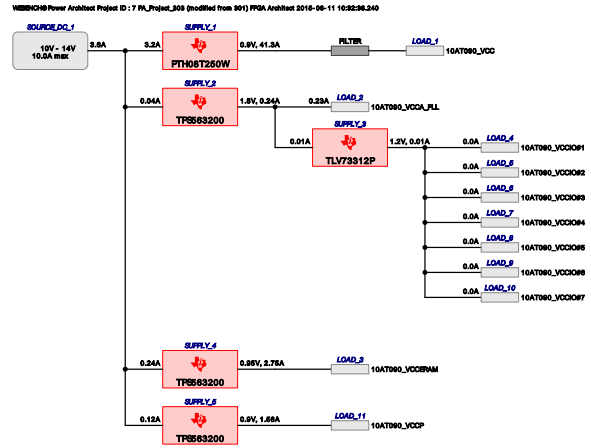 WEBENCH® Power Architect Project ID : 7 PA_Project_303 (modified from 301) FPGA Architect 2015-06-11 10:32:36.240
SOURCE_DC_1
10V - 14V
10.0A max
3.6A
SUPPLY_1
3.2A
PTH08T250W
0.9V, 41.3A
FILTER
LOAD_1
10AT090_VCC
SUPPLY_2
0.04A
TPS563200
1.8V, 0.24A
0.23A
LOAD_2
10AT090_VCCA_PLL
SUPPLY_3
0.01A
TLV73312P
1.2V, 0.01A
0.0A
LOAD_4
10AT090_VCCIO#1
0.0A
LOAD_5
10AT090_VCCIO#2
0.0A
LOAD_6
10AT090_VCCIO#3
0.0A
LOAD_7
10AT090_VCCIO#4
0.0A
LOAD_8
10AT090_VCCIO#5
0.0A
LOAD_9
10AT090_VCCIO#6
0.0A
LOAD_10
10AT090_VCCIO#7
SUPPLY_4
0.24A
TPS563200
0.95V, 2.75A
LOAD_3
10AT090_VCCERAM
SUPPLY_5
0.12A
TPS563200
0.9V, 1.56A
LOAD_11
10AT090_VCCP